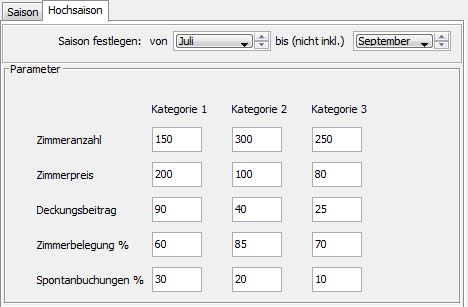 Saison Hochsaison
Saison festlegen: von Juli bis (nicht inkl.) September
Parameter
Kategorie 1 Kategorie 2 Kategorie 3
Zimmeranzahl 150 300 250
Zimmerpreis 200 100 80
Deckungsbeitrag 90 40 25
Zimmerbelegung % 60 85 70
Spontanbuchungen % 30 20 10